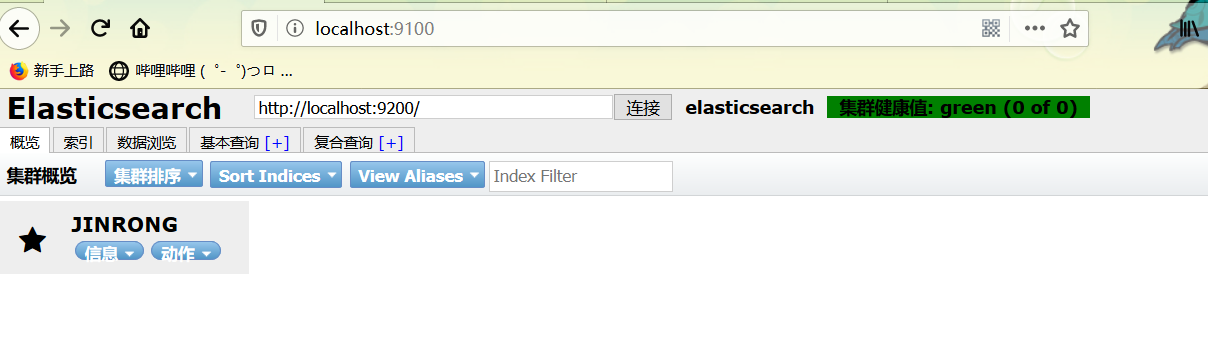 localhost:9100
新手上路 哔哩哔哩 ( ゜- ゜)つロ ...
Elasticsearch http://localhost:9200/ 连接 elasticsearch 集群健康值: green (0 of 0)
概览 索引 数据浏览 基本查询 [+] 复合查询 [+]
集群概览 集群排序 Sort Indices View Aliases Index Filter
JINRONG
信息 动作